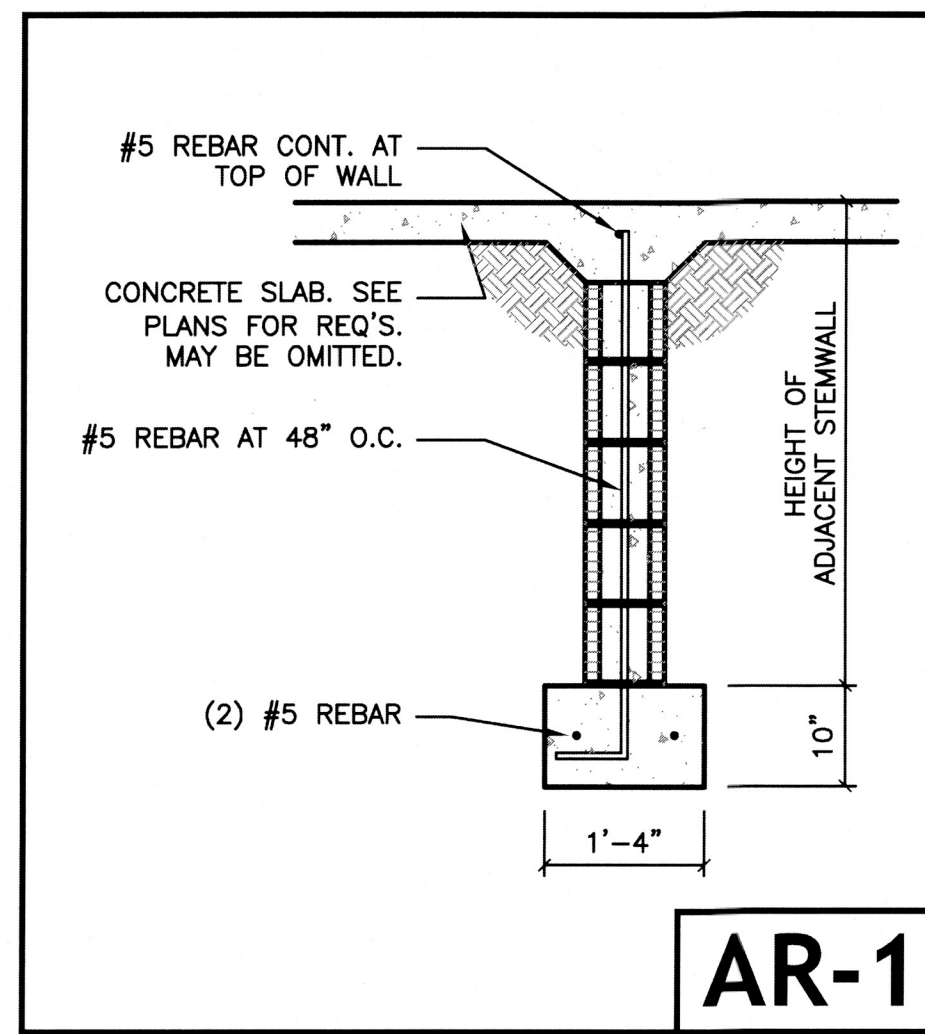 #5 REBAR CONT. AT
TOP OF WALL
CONCRETE SLAB. SEE
PLANS FOR REQ'S.
MAY BE OMITTED.
#5 REBAR AT 48" O.C.
HEIGHT OF
ADJACENT STEMWALL
(2) #5 REBAR
10"
1'-4"
AR-1